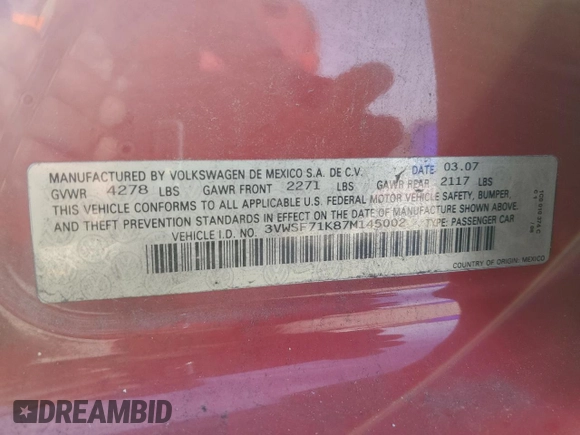 MANUFACTURED BY VOLKSWAGEN DE MEXICO S.A. DE C.V. DATE 03.07
GVWR 4278 LBS GAWR FRONT 2271 LBS GAWR REAR 2117 LBS
THIS VEHICLE CONFORMS TO ALL APPLICABLE U.S. FEDERAL MOTOR VEHICLE SAFETY, BUMPER,
AND THEFT PREVENTION STANDARDS IN EFFECT ON THE DATE OF MANUFACTURE SHOWN ABOVE.
VEHICLE I.D. NO. 3VWSF71K87M145002 TYPE: PASSENGER CAR
COUNTRY OF ORIGIN: MEXICO
DREAMBID